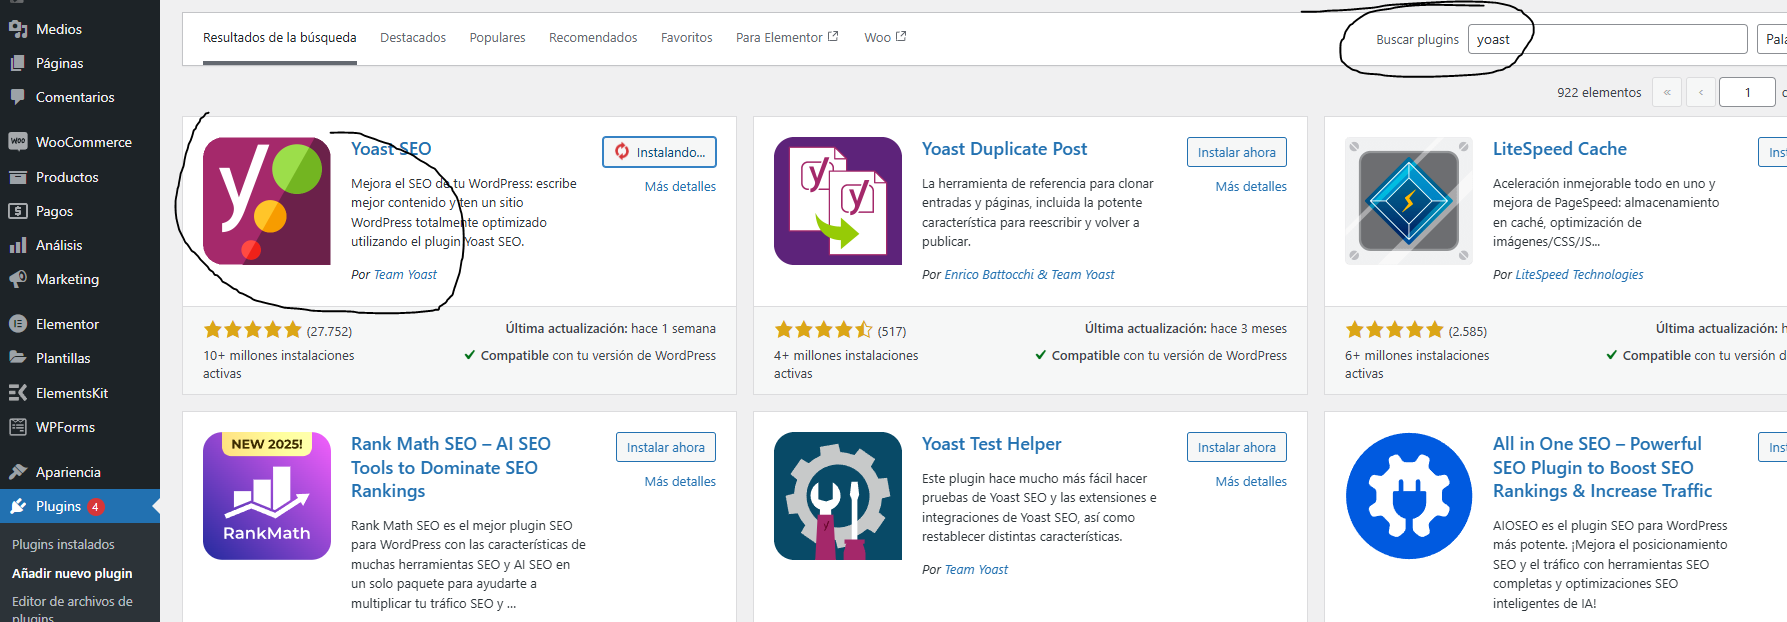 Medios
Páginas
Comentarios
WooCommerce
Productos
Pagos
Análisis
Marketing
Elementor
Plantillas
ElementsKit
WPForms
Apariencia
Plugins 4
Plugins instalados
Añadir nuevo plugin
Editor de archivos de
plugins
Resultados de la búsqueda Destacados Populares Recomendados Favoritos Para Elementor Woo
Buscar plugins yoast
922 elementos « ‹ 1
Yoast SEO
Instalando...
Más detalles
Mejora el SEO de tu WordPress: escribe
mejor contenido y ten un sitio
WordPress totalmente optimizado
utilizando el plugin Yoast SEO.
Por Team Yoast
(27.752)
10+ millones instalaciones
activas
Última actualización: hace 1 semana
Compatible con tu versión de WordPress
Yoast Duplicate Post
Instalar ahora
Más detalles
La herramienta de referencia para clonar
entradas y páginas, incluida la potente
característica para reescribir y volver a
publicar.
Por Enrico Battocchi & Team Yoast
(517)
4+ millones instalaciones
activas
Última actualización: hace 3 meses
Compatible con tu versión de WordPress
LiteSpeed Cache
Aceleración inmejorable todo en uno y
mejora de PageSpeed: almacenamiento
en caché, optimización de
imágenes/CSS/JS...
Por LiteSpeed Technologies
(2.585)
6+ millones instalaciones
activas
Última actualización:
Compatible con tu versión de
NEW 2025!
RankMath
Rank Math SEO – AI SEO
Tools to Dominate SEO
Rankings
Instalar ahora
Más detalles
Rank Math SEO es el mejor plugin SEO
para WordPress con las características de
muchas herramientas SEO y AI SEO en
un solo paquete para ayudarte a
multiplicar tu tráfico SEO y ...
Yoast Test Helper
Instalar ahora
Más detalles
Este plugin hace mucho más fácil hacer
pruebas de Yoast SEO y las extensiones e
integraciones de Yoast SEO, así como
restablecer distintas características.
Por Team Yoast
All in One SEO – Powerful
SEO Plugin to Boost SEO
Rankings & Increase Traffic
AIOSEO es el plugin SEO para WordPress
más potente. ¡Mejora el posicionamiento
SEO y el tráfico con herramientas SEO
completas y optimizaciones SEO
inteligentes de IA!